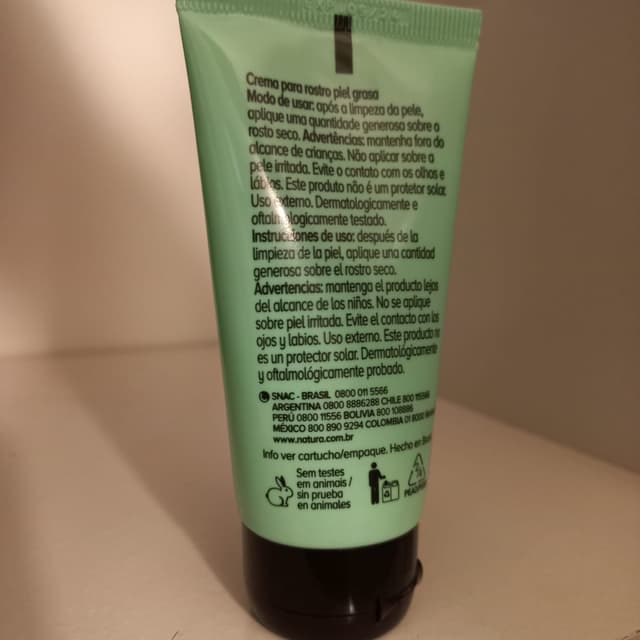 Crema para rostro piel grasa
Modo de usar: após a limpeza da pele,
aplique uma quantidade generosa sobre o
rosto seco. Advertências: mantenha fora do
alcance de crianças. Não aplicar sobre a
pele irritada. Evite o contato com os olhos e
lábios. Este produto não é um protetor solar.
Uso externo. Dermatologicamente e
oftalmologicamente testado.
Instrucciones de uso: después de la
limpieza de la piel, aplique una cantidad
generosa sobre el rostro seco.
Advertencias: mantenga el producto lejos
del alcance de los niños. No se aplique
sobre piel irritada. Evite el contacto con los
ojos y labios. Uso externo. Este producto no
es un protector solar. Dermatológicamente
y oftalmológicamente probado.
SNAC - BRASIL 0800 011 5566
ARGENTINA 0800 8886288 CHILE 800
PERÚ 0800 11556 BOLIVIA 800 108886
MÉXICO 800 890 9294 COLOMBIA 01 8000
www.natura.com.br
Info ver cartucho/empaque. Hecho en
Sem testes
em animais /
sin prueba
en animales